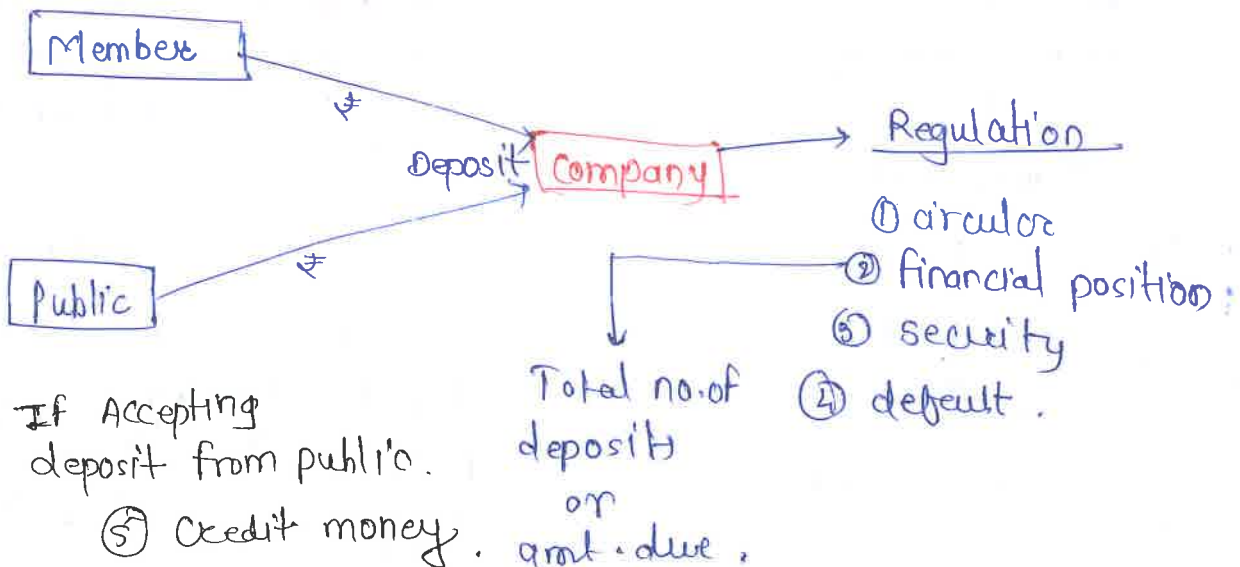 Member
₹
Deposit
Company
Regulation
① circular
② financial position
③ security
④ default.
₹
Public
If Accepting
deposit from public.
⑤ Credit money.
Total no. of
deposits
or
amt. due.